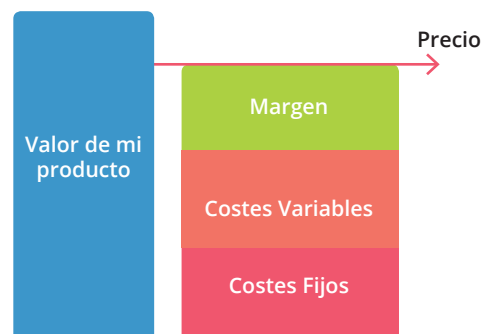 Precio
Margen
Valor de mi
producto
Costes Variables
Costes Fijos